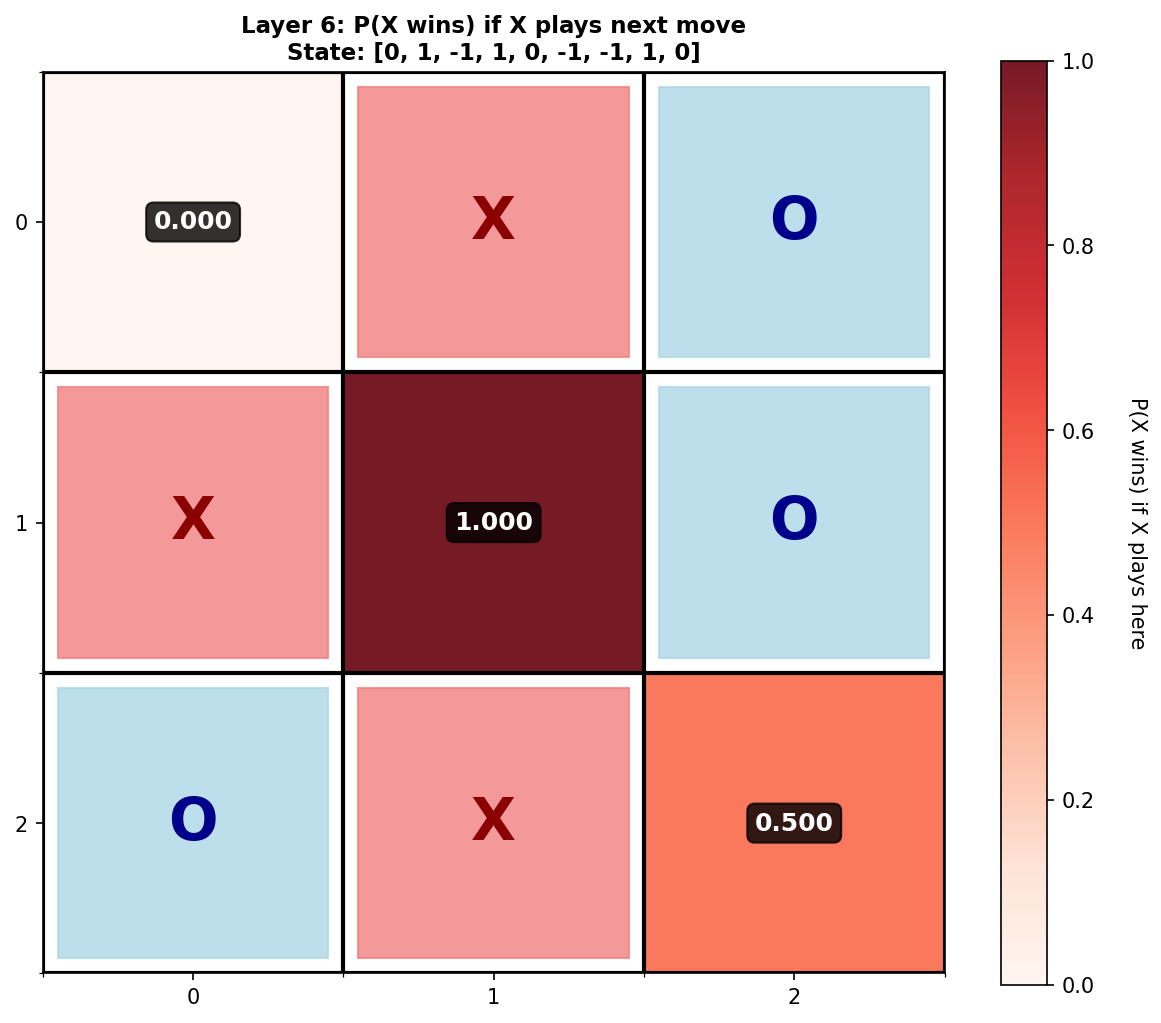 Layer 6: P(X wins) if X plays next move
State: [0, 1, -1, 1, 0, -1, -1, 1, 0]
0 0.000 X O
1 X 1.000 O
2 O X 0.500
0 1 2
1.0
0.8
0.6
0.4
0.2
0.0
P(X wins) if X plays here